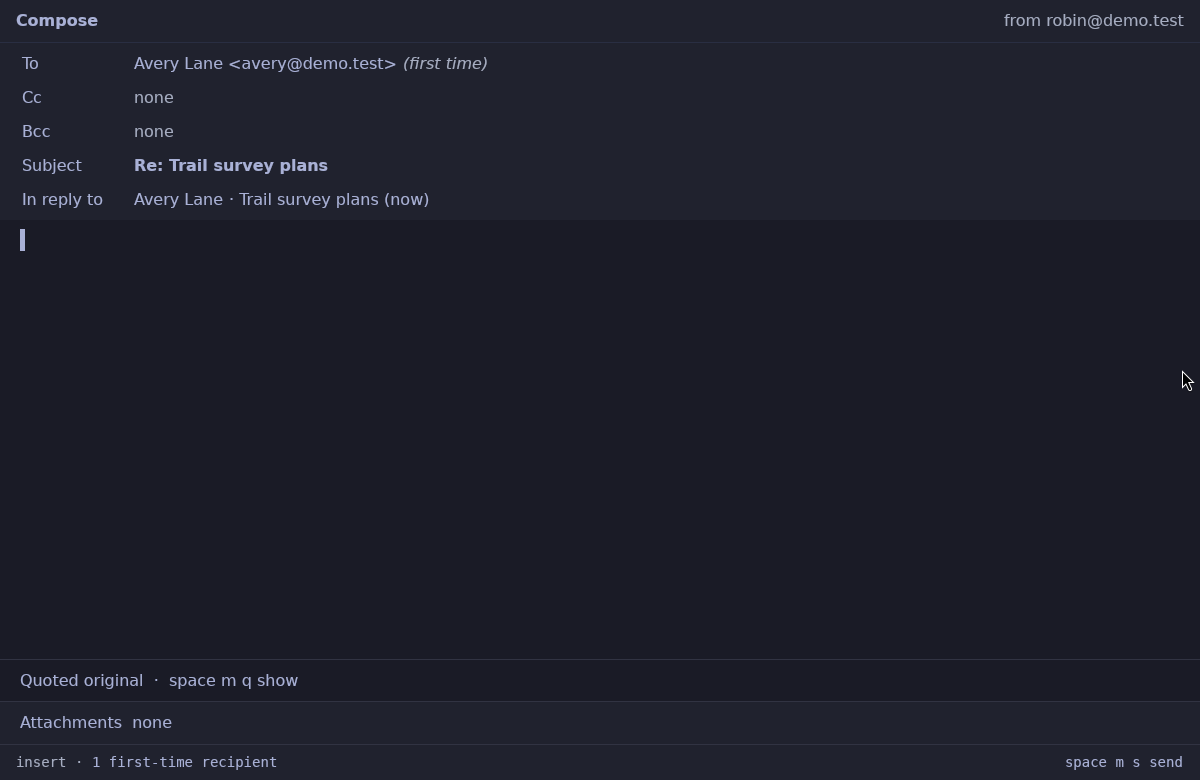 Compose from robin@demo.test
To Avery Lane <avery@demo.test> (first time)
Cc none
Bcc none
Subject Re: Trail survey plans
In reply to Avery Lane · Trail survey plans (now)
Quoted original · space m q show
Attachments none
insert · 1 first-time recipient space m s send